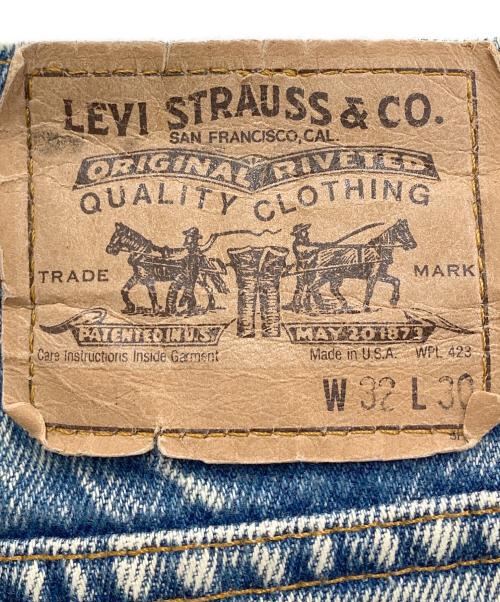 LEVI STRAUSS & CO.
SAN FRANCISCO, CAL.
ORIGINAL RIVETED
QUALITY CLOTHING
TRADE MARK
PATENTED IN U.S. MAY 20 1873
Care Instructions Inside Garment Made in U.S.A. WPL 423
W 32 L 30